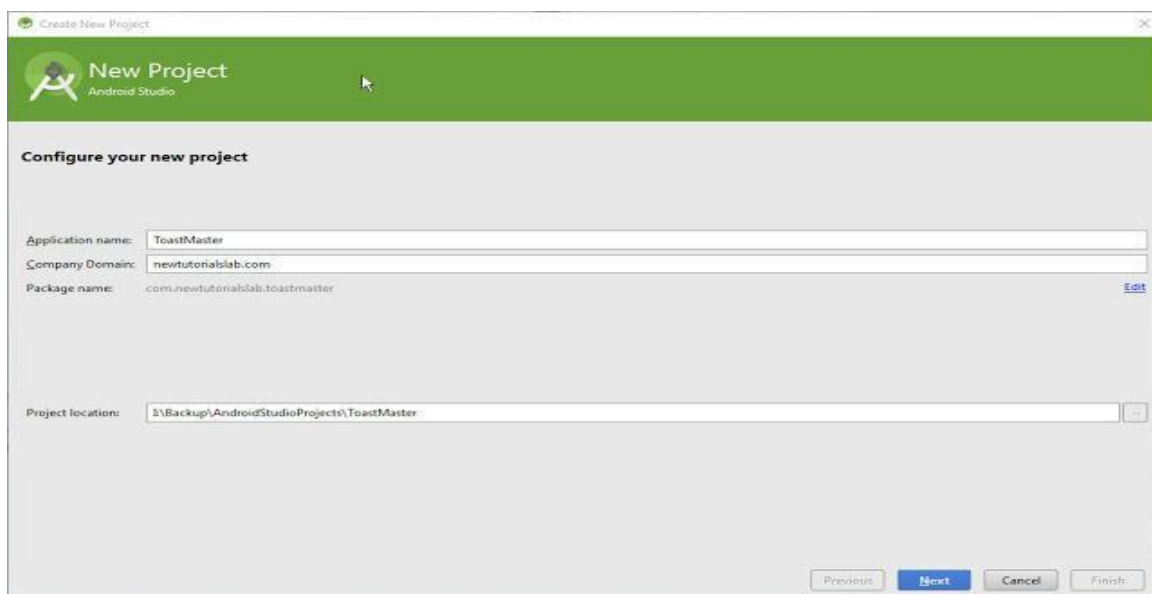 Create New Project
New Project
Android Studio
Configure your new project
Application name: ToastMaster
Company Domain: newtutorialslab.com
Package name: com.newtutorialslab.toastmaster
Edit
Project location: \Backup\AndroidStudioProjects\ToastMaster
...
Previous Next Cancel Finish